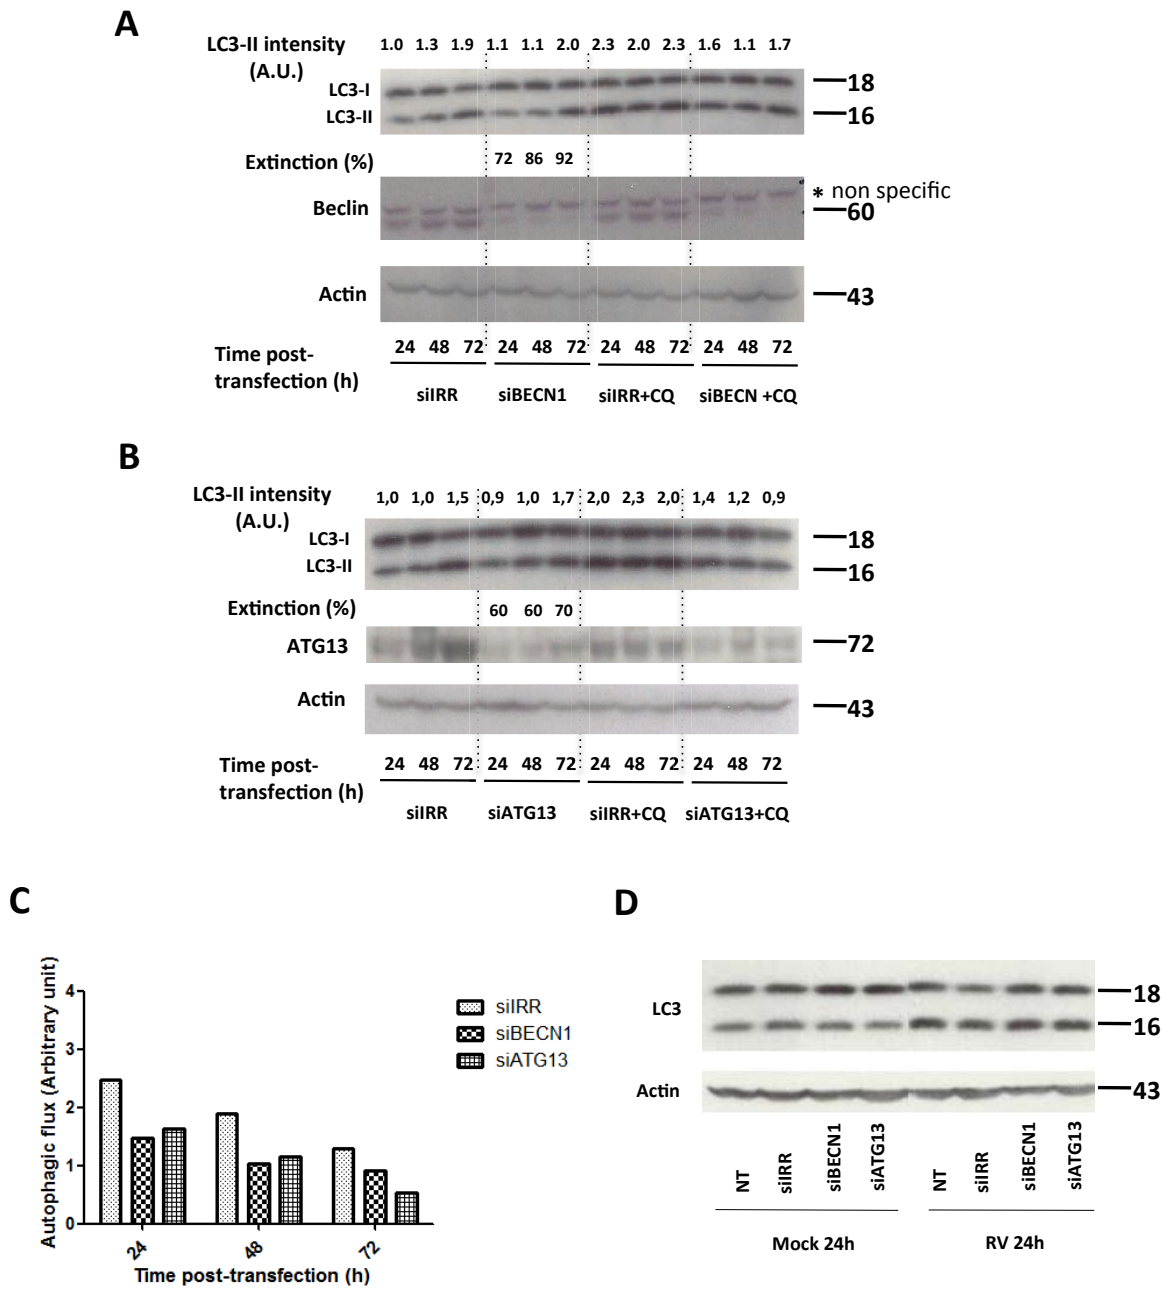 A
LC3-II intensity (A.U.) 1.0 1.3 1.9 1.1 1.1 2.0 2.3 2.0 2.3 1.6 1.1 1.7
LC3-I 18
LC3-II 16
Extinction (%) 72 86 92
* non specific
Beclin 60
Actin 43
Time post-transfection (h) 24 48 72 24 48 72 24 48 72 24 48 72
siIRR siBECN1 siIRR+CQ siBECN +CQ
B
LC3-II intensity (A.U.) 1,0 1,0 1,5 0,9 1,0 1,7 2,0 2,3 2,0 1,4 1,2 0,9
LC3-I 18
LC3-II 16
Extinction (%) 60 60 70
ATG13 72
Actin 43
Time post-transfection (h) 24 48 72 24 48 72 24 48 72 24 48 72
siIRR siATG13 siIRR+CQ siATG13+CQ
C
Autophagic flux (Arbitrary unit)
4
3
2
1
0
24 48 72
Time post-transfection (h)
siIRR
siBECN1
siATG13
D
LC3 18
16
Actin 43
NT siIRR siBECN1 siATG13 NT siIRR siBECN1 siATG13
Mock 24h RV 24h